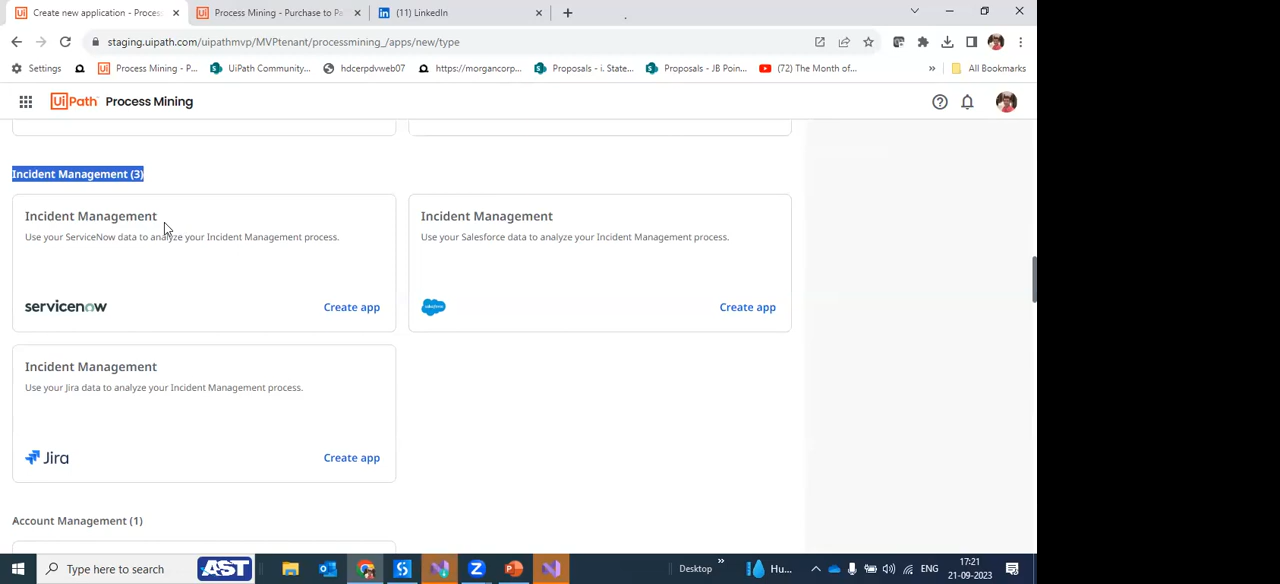 Create new application - Process
Process Mining - Purchase to Pa
(11) LinkedIn
staging.uipath.com/uipathmvp/MVPtenant/processmining_/apps/new/type
Settings
Process Mining - P...
UiPath Community...
hdcerpdvweb07
https://morgancorp...
Proposals - i. State...
Proposals - JB Poin...
(72) The Month of...
»
All Bookmarks
UiPath Process Mining
Incident Management (3)
Incident Management
Use your ServiceNow data to analyze your Incident Management process.
servicenow
Create app
Incident Management
Use your Salesforce data to analyze your Incident Management process.
salesforce
Create app
Incident Management
Use your Jira data to analyze your Incident Management process.
Jira
Create app
Account Management (1)
Type here to search
AST
Desktop
»
Hu...
ENG
17:21
21-09-2023